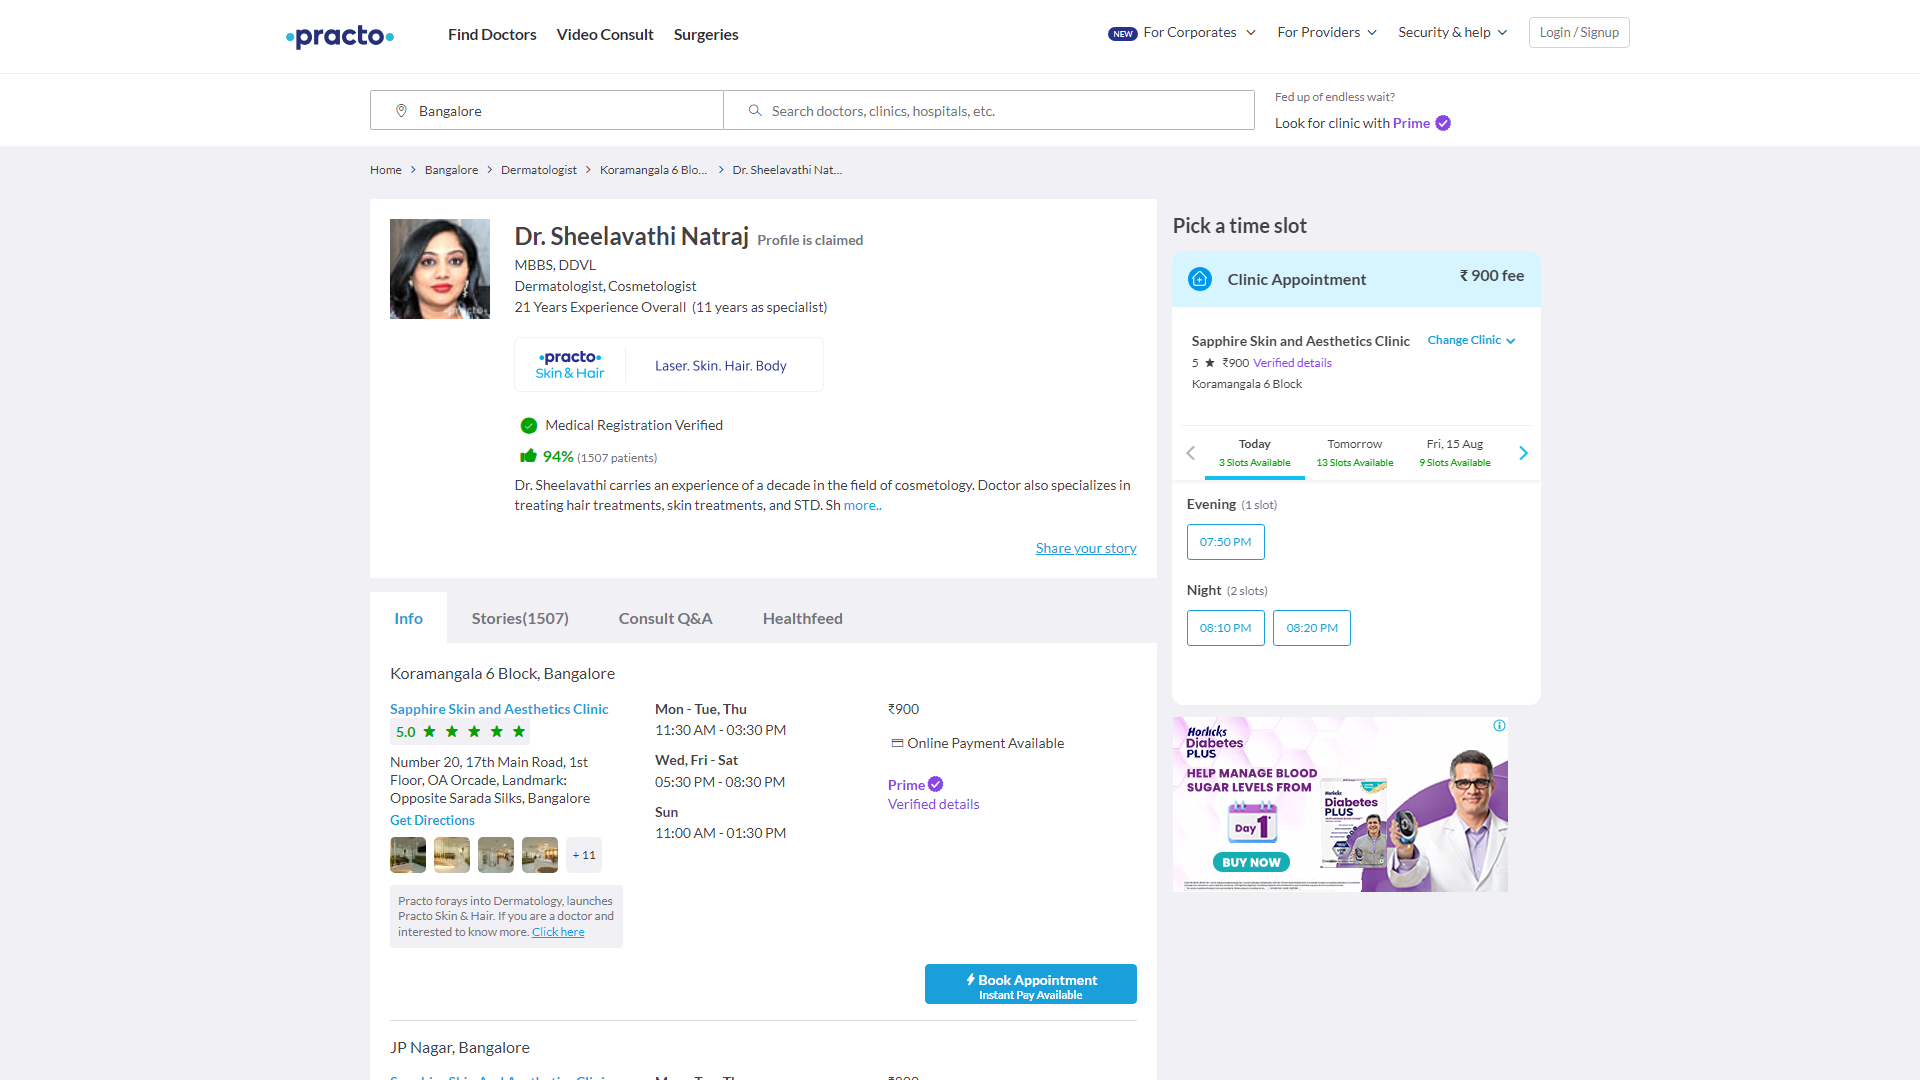 practo
Find Doctors
Video Consult
Surgeries
NEW For Corporates
For Providers
Security & help
Login / Signup
Bangalore
Search doctors, clinics, hospitals, etc.
Fed up of endless wait?
Look for clinic with Prime
Home > Bangalore > Dermatologist > Koramangala 6 Blo... > Dr. Sheelavathi Nat...
Dr. Sheelavathi Natraj Profile is claimed
MBBS, DDVL
Dermatologist, Cosmetologist
21 Years Experience Overall (11 years as specialist)
practo
Skin & Hair
Laser. Skin. Hair. Body
Medical Registration Verified
94% (1507 patients)
Dr. Sheelavathi carries an experience of a decade in the field of cosmetology. Doctor also specializes in
treating hair treatments, skin treatments, and STD. Sh more..
Share your story
Info
Stories(1507)
Consult Q&A
Healthfeed
Koramangala 6 Block, Bangalore
Sapphire Skin and Aesthetics Clinic
5.0
Number 20, 17th Main Road, 1st
Floor, OA Orcade, Landmark:
Opposite Sarada Silks, Bangalore
Get Directions
+ 11
Practo forays into Dermatology, launches
Practo Skin & Hair. If you are a doctor and
interested to know more. Click here
Mon - Tue, Thu
11:30 AM - 03:30 PM
Wed, Fri - Sat
05:30 PM - 08:30 PM
Sun
11:00 AM - 01:30 PM
₹900
Online Payment Available
Prime
Verified details
Book Appointment
Instant Pay Available
JP Nagar, Bangalore
Pick a time slot
Clinic Appointment
₹ 900 fee
Sapphire Skin and Aesthetics Clinic
Change Clinic
5 ★ ₹900 Verified details
Koramangala 6 Block
Today
3 Slots Available
Tomorrow
13 Slots Available
Fri, 15 Aug
9 Slots Available
Evening (1 slot)
07:50 PM
Night (2 slots)
08:10 PM
08:20 PM
Horlicks
Diabetes
PLUS
HELP MANAGE BLOOD
SUGAR LEVELS FROM
Day 1*
BUY NOW
Horlicks
Diabetes
PLUS